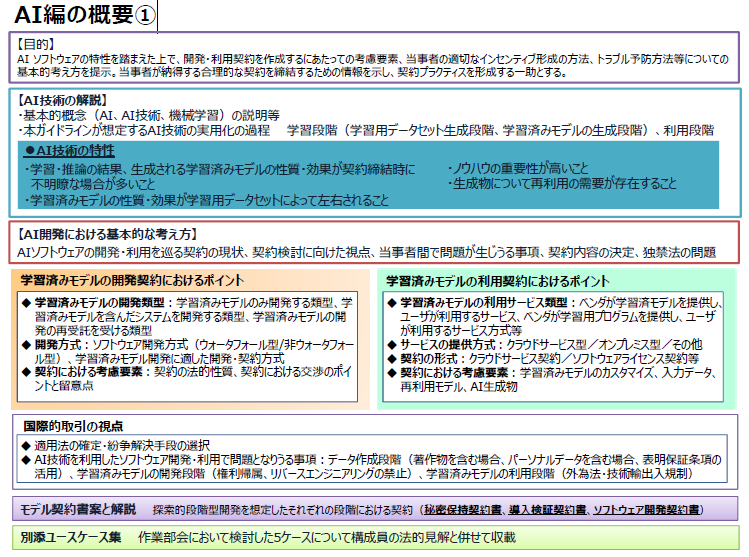 AI編の概要①
【目的】
AI ソフトウェアの特性を踏まえた上で、開発・利用契約を作成するにあたっての考慮要素、当事者の適切なインセンティブ形成の方法、トラブル予防方法等についての
基本的考え方を提示。当事者が納得する合理的な契約を締結するための情報を示し、契約プラクティスを形成する一助とする。
【AI技術の解説】
・基本的概念（AI、AI技術、機械学習）の説明等
・本ガイドラインが想定するAI技術の実用化の過程　学習段階（学習用データセット生成段階、学習済みモデルの生成段階）、利用段階
●AI技術の特性
・学習・推論の結果、生成される学習済みモデルの性質・効果が契約締結時に
不明瞭な場合が多いこと
・学習済みモデルの性質・効果が学習用データセットによって左右されること
・ノウハウの重要性が高いこと
・生成物について再利用の需要が存在すること
【AI開発における基本的な考え方】
AIソフトウェアの開発・利用を巡る契約の現状、契約検討に向けた視点、当事者間で問題が生じうる事項、契約内容の決定、独禁法の問題
学習済みモデルの開発契約におけるポイント
◆ 学習済みモデルの開発類型：学習済みモデルのみ開発する類型、学
習済みモデルを含んだシステムを開発する類型、学習済みモデルの開
発の再受託を受ける類型
◆ 開発方式：ソフトウェア開発方式（ウォータフォール型/非ウォータフォ
ール型）、学習済みモデル開発に適した開発・契約方式
◆ 契約における考慮要素：契約の法的性質、契約における交渉のポイ
ントと留意点
学習済みモデルの利用契約におけるポイント
◆ 学習済みモデルの利用サービス類型：ベンダが学習済モデルを提供し、
ユーザが利用するサービス、ベンダが学習用プログラムを提供し、ユーザ
が利用するサービス方式等
◆ サービスの提供方式：クラウドサービス型／オンプレミス型／その他
◆ 契約の形式：クラウドサービス契約／ソフトウェアライセンス契約等
◆ 契約における考慮要素：学習済みモデルのカスタマイズ、入力データ、
再利用モデル、AI生成物
国際的取引の視点
◆ 適用法の確定・紛争解決手段の選択
◆ AI技術を利用したソフトウェア開発・利用で問題となりうる事項：データ作成段階（著作物を含む場合、パーソナルデータを含む場合、表明保証条項の
活用）、学習済みモデルの開発段階（権利帰属、リバースエンジニアリングの禁止）、学習済みモデルの利用段階（外為法・技術輸出入規制）
モデル契約書案と解説　探索的段階型開発を想定したそれぞれの段階における契約（秘密保持契約書、導入検証契約書、ソフトウェア開発契約書）
別添ユースケース集　作業部会において検討した5ケースについて構成員の法的見解と併せて収載